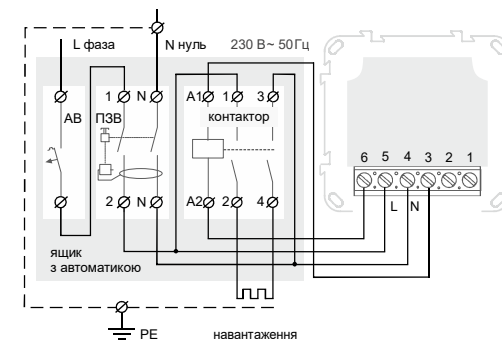 L фаза N нуль 230 В~ 50Гц
1 N A1 1 3
АВ ПЗВ контактор
6 5 4 3 2 1
2 N A2 2 4 L N
ящик
з автоматикою
PE навантаження